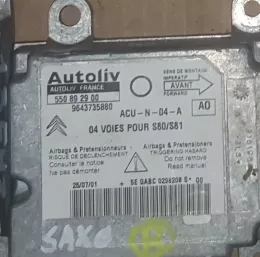 Autoliv
AUTOLIV FRANCE
550 89 29 00
9643735880
SENS DE MONTAGE
IMPERATIF
AVANT
FORWARD
ACU-N-04-A
A0
04 VOIES POUR S80/S81
Airbags & Pretensionneurs
RISQUE DE DECLENCHEMENT
Consulter la notice
Ne pas démonter
Airbags & Pretensioners
TRIGGERING HASARD
Do not remove
Read manual
25/07/01